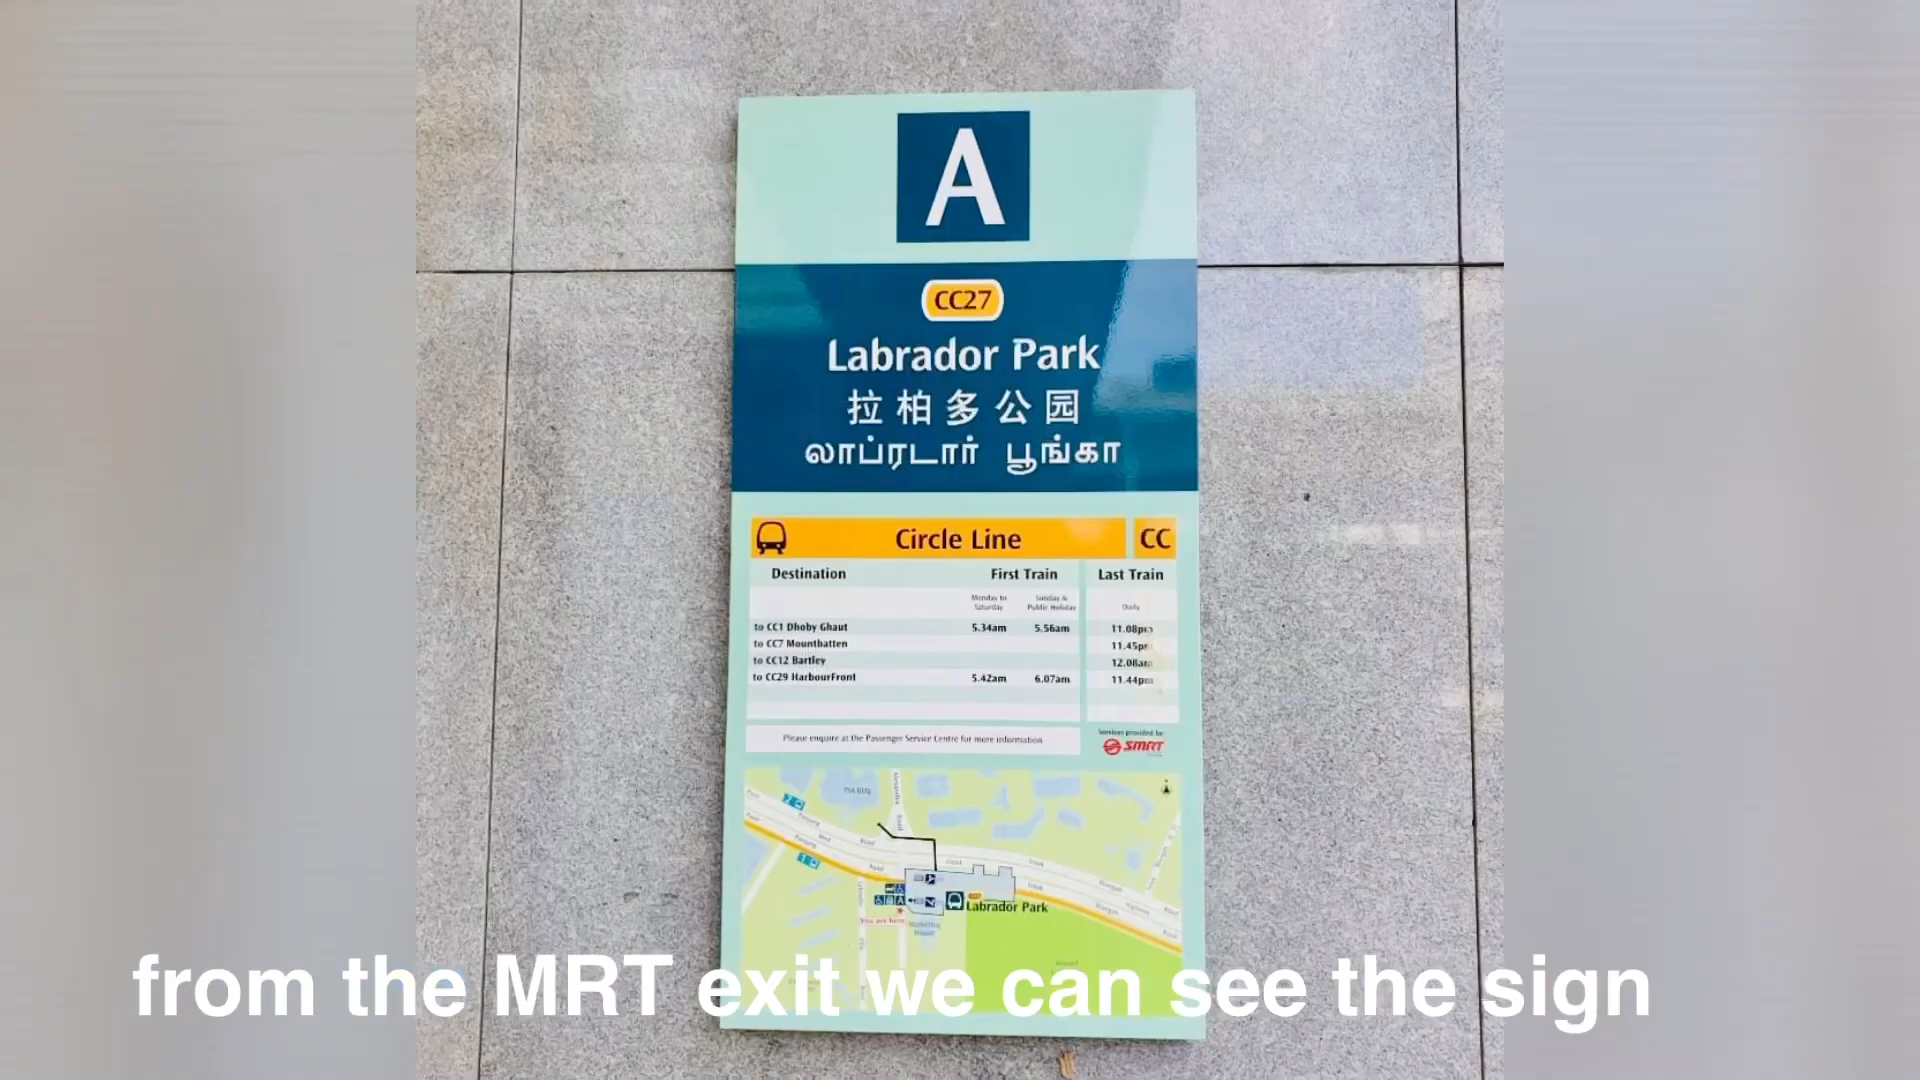 A
CC27
Labrador Park
拉柏多公园
லாப்ரடார் பூங்கா
Circle Line CC
Destination First Train Last Train
Monday to Saturday Sunday & Public Holiday Daily
to CC1 Dhoby Ghaut 5.34am 5.56am 11.08pm
to CC7 Mountbatten 11.45pm
to CC12 Bartley 12.08am
to CC29 HarbourFront 5.42am 6.07am 11.44pm
Please enquire at the Passenger Service Centre for more information
Services provided by:
SMRT
PSA Bldg
Alexandra Road
Labrador Park
You are here
from the MRT exit we can see the sign